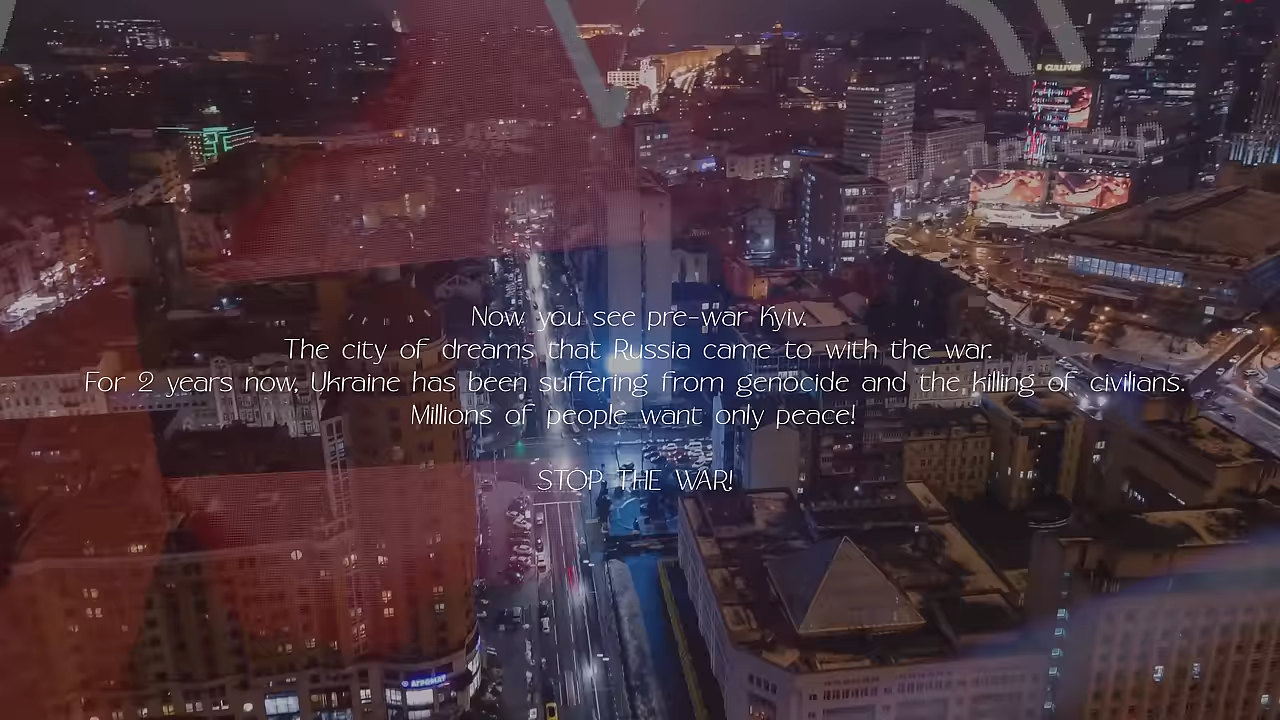 GULLIVER
Now you see pre-war Kyiv.
The city of dreams that Russia came to with the war.
For 2 years now, Ukraine has been suffering from genocide and the killing of civilians.
Millions of people want only peace!
STOP THE WAR!
АГРОМАТ